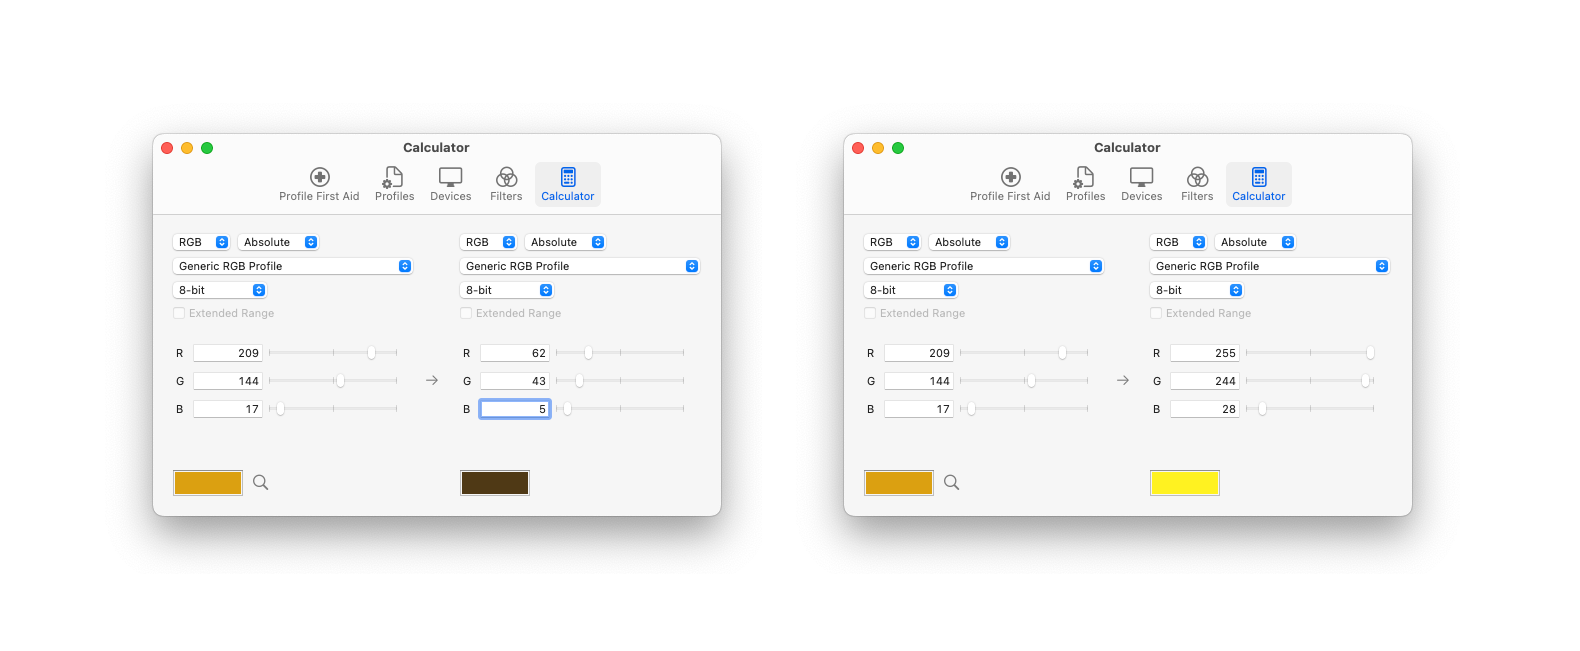 Calculator
Profile First Aid Profiles Devices Filters Calculator
RGB Absolute RGB Absolute
Generic RGB Profile Generic RGB Profile
8-bit 8-bit
Extended Range Extended Range
R 209 R 62
G 144 → G 43
B 17 B 5
Calculator
Profile First Aid Profiles Devices Filters Calculator
RGB Absolute RGB Absolute
Generic RGB Profile Generic RGB Profile
8-bit 8-bit
Extended Range Extended Range
R 209 R 255
G 144 → G 244
B 17 B 28